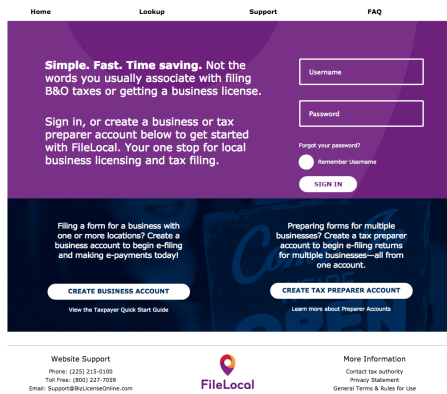 Home Lookup Support FAQ
Simple. Fast. Time saving. Not the
words you usually associate with filing
B&O taxes or getting a business license.
Sign in, or create a business or tax
preparer account below to get started
with FileLocal. Your one stop for local
business licensing and tax filing.
Username
Password
Forgot your password?
Remember Username
SIGN IN
Filing a form for a business with
one or more locations? Create a
business account to begin e-filing
and making e-payments today!
CREATE BUSINESS ACCOUNT
View the Taxpayer Quick Start Guide
Preparing forms for multiple
businesses? Create a tax preparer
account to begin e-filing returns
for multiple businesses—all from
one account.
CREATE TAX PREPARER ACCOUNT
Learn more about Preparer Accounts
OPEN
Website Support
Phone: (225) 215-0100
Toll Free: (800) 227-7059
Email: Support@BizLicenseOnline.com
FileLocal
More Information
Contact tax authority
Privacy Statement
General Terms & Rules for Use